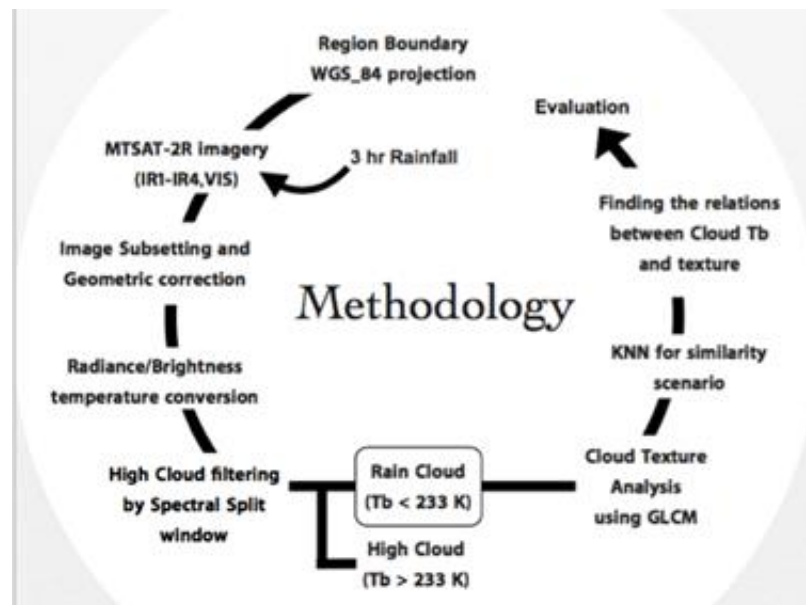 Region Boundary
WGS_84 projection
MTSAT-2R imagery
(IR1-IR4,VIS)
3 hr Rainfall
Image Subsetting and
Geometric correction
Radiance/Brightness
temperature conversion
High Cloud filtering
by Spectral Split
window
Rain Cloud
(Tb < 233 K)
High Cloud
(Tb > 233 K)
Cloud Texture
Analysis
using GLCM
KNN for similarity
scenario
Finding the relations
between Cloud Tb
and texture
Evaluation
Methodology